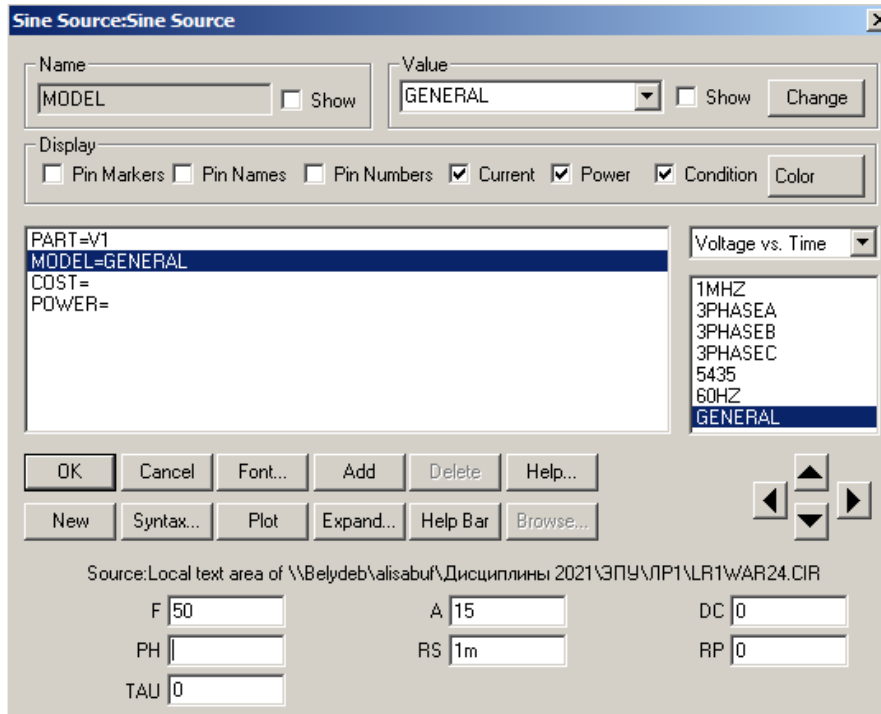 Sine Source:Sine Source
Name
MODEL Show
Value
GENERAL Show Change
Display
Pin Markers Pin Names Pin Numbers Current Power Condition Color
PART=V1
MODEL=GENERAL
COST=
POWER=
Voltage vs. Time
1MHZ
3PHASEA
3PHASEB
3PHASEC
5435
60HZ
GENERAL
OK Cancel Font... Add Delete Help...
New Syntax... Plot Expand... Help Bar Browse...
Source:Local text area of \\Belydeb\alisabuf\Дисциплины 2021\ЭПУ\ЛР1\LR1WAR24.CIR
F 50 A 15 DC 0
PH RS 1m RP 0
TAU 0